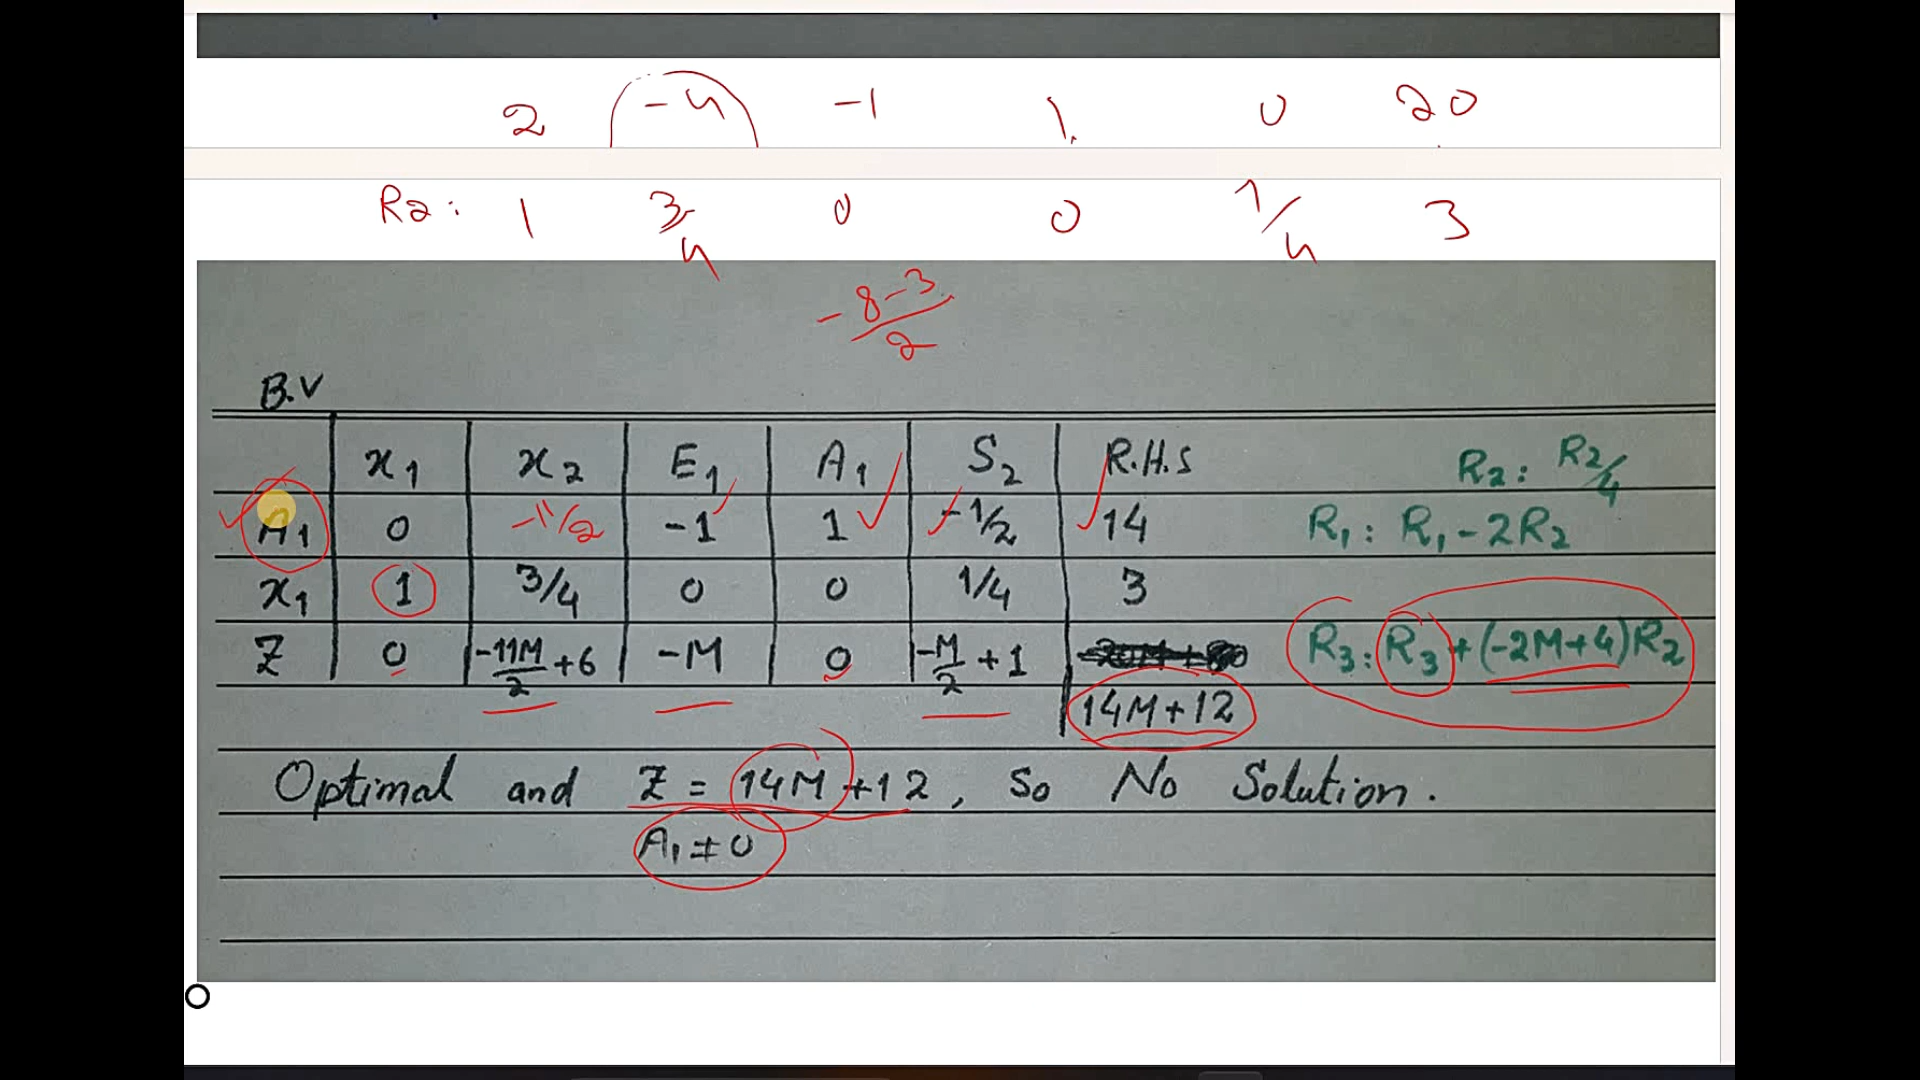 2 -4 -1 1. 0 20
R2: 1 3/4 0 0 1/4 3
-8-3/2
B.V
x1 x2 E1 A1 S2 R.H.S R2: R2/4
A1 0 -11/2 -1 1 -1/2 14 R1: R1-2R2
x1 1 3/4 0 0 1/4 3
Z 0 -11M/2 +6 -M 0 -M/2 +1 R3: R3+(-2M+4)R2
14M+12
Optimal and Z = 14M+12, So No Solution.
A1≠0